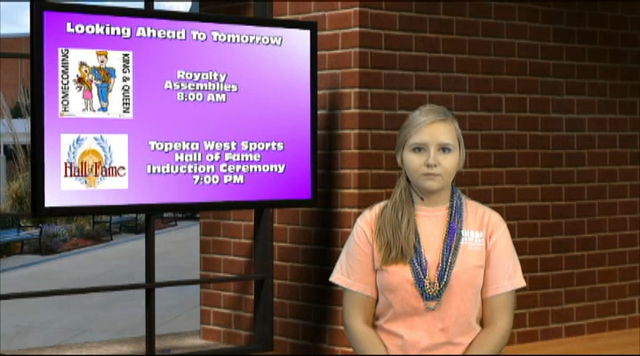 Looking Ahead To Tomorrow
HOMECOMING
KING & QUEEN
Royalty
Assemblies
8:00 AM
Hall of Fame
Topeka West Sports
Hall of Fame
Induction Ceremony
7:00 PM